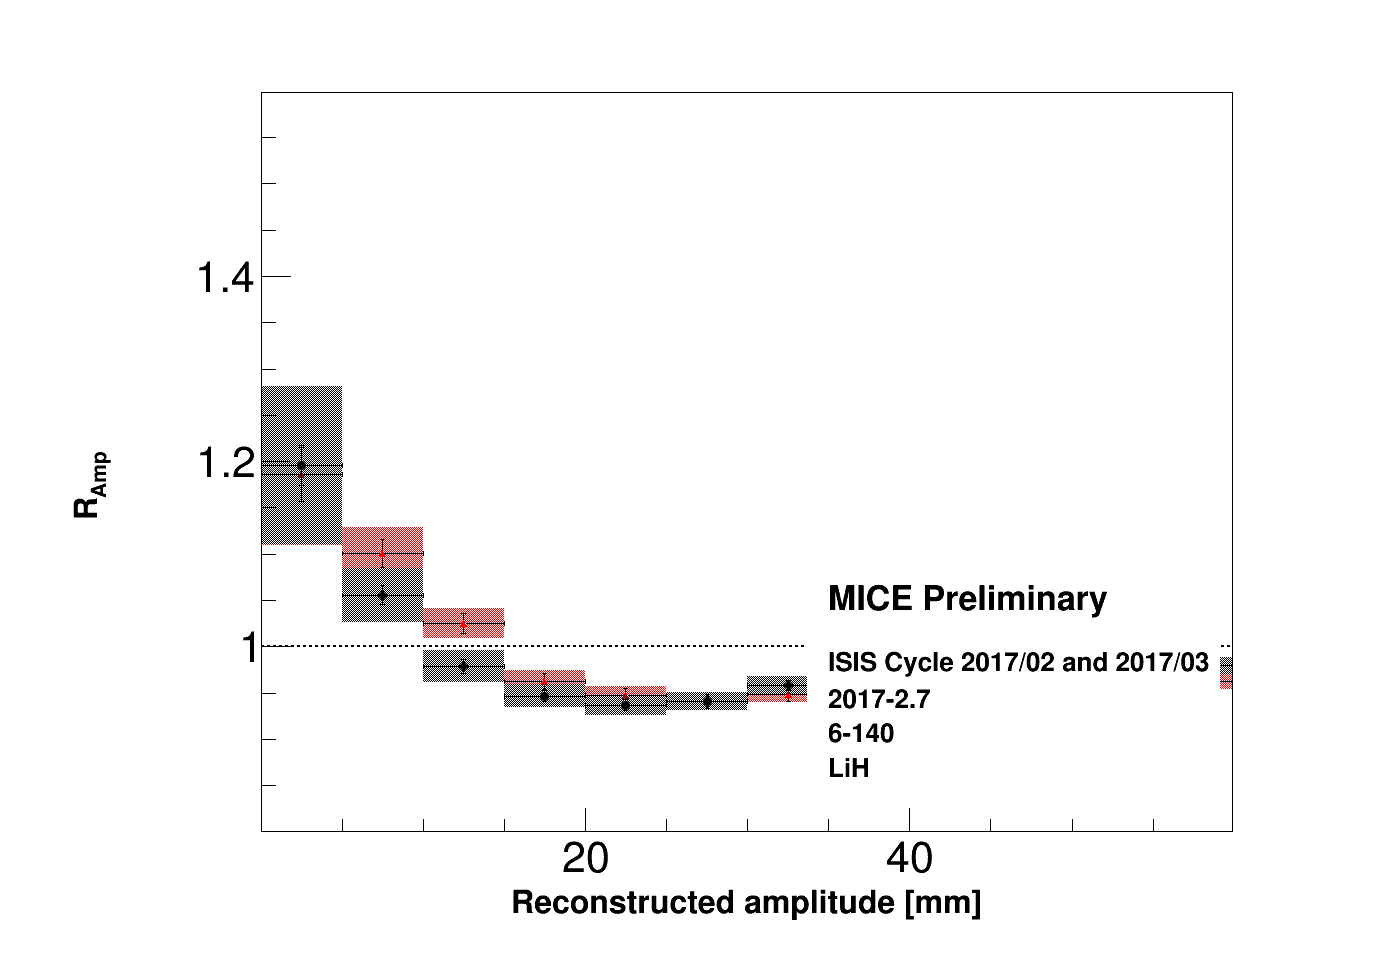 1.4
1.2
1
R_Amp
MICE Preliminary
ISIS Cycle 2017/02 and 2017/03
2017-2.7
6-140
LiH
20 40
Reconstructed amplitude [mm]